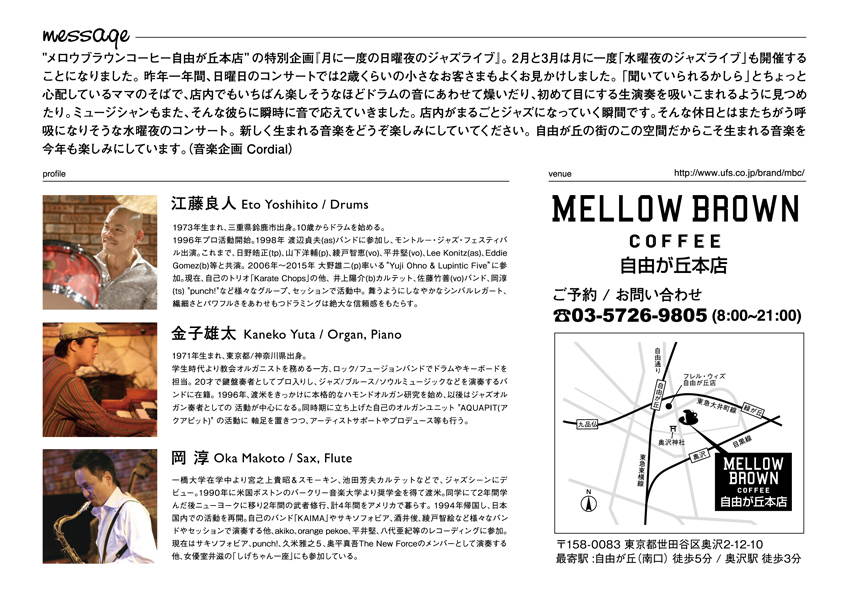 message
"メロウブラウンコーヒー自由が丘本店" の特別企画『月に一度の日曜夜のジャズライブ』。2月と3月は月に一度「水曜夜のジャズライブ」も開催する
ことになりました。昨年一年間、日曜日のコンサートでは2歳くらいの小さなお客さまもよくお見かけしました。「聞いていられるかしら」とちょっと
心配しているママのそばで、店内でもいちばん楽しそうなほどドラムの音にあわせて燥いだり、初めて目にする生演奏を吸いこまれるように見つめ
たり。ミュージシャンもまた、そんな彼らに瞬時に音で応えていきました。店内がまるごとジャズになっていく瞬間です。そんな休日とはまたちがう呼
吸になりそうな水曜夜のコンサート。新しく生まれる音楽をどうぞ楽しみにしていてください。自由が丘の街のこの空間だからこそ生まれる音楽を
今年も楽しみにしています。(音楽企画 Cordial)
profile
江藤良人 Eto Yoshihito / Drums
1973年生まれ、三重県鈴鹿市出身。10歳からドラムを始める。
1996年プロ活動開始。1998年 渡辺貞夫(as)バンドに参加し、モントルー・ジャズ・フェスティバ
ル出演。これまで、日野皓正(tp)、山下洋輔(p)、綾戸智恵(vo)、平井堅(vo)、Lee Konitz(as)、Eddie
Gomez(b)等と共演。2006年〜2015年 大野雄二(p)率いる"Yuji Ohno & Lupintic Five"に参
加。現在、自己のトリオ「Karate Chops」の他、井上陽介(b)カルテット、佐藤竹善(vo)バンド、岡淳
(ts) "punch!"など様々なグループ、セッションで活動中。舞うようにしなやかなシンバルレガート、
繊細さとパワフルさをあわせもつドラミングは絶大な信頼感をもたらす。
金子雄太 Kaneko Yuta / Organ, Piano
1971年生まれ、東京都/神奈川県出身。
学生時代より教会オルガニストを務める一方、ロック/フュージョンバンドでドラムやキーボードを
担当。20才で鍵盤奏者としてプロ入りし、ジャズ/ブルース/ソウルミュージックなどを演奏するバ
ンドに在籍。1996年、渡米をきっかけに本格的なハモンドオルガン研究を始め、以後はジャズオル
ガン奏者としての 活動が中心になる。同時期に立ち上げた自己のオルガンユニット "AQUAPIT(ア
クアピット)" の活動に 軸足を置きつつ、アーティストサポートやプロデュース等も行う。
岡 淳 Oka Makoto / Sax, Flute
一橋大学在学中より宮之上貴昭&スモーキン、池田芳夫カルテットなどで、ジャズシーンにデ
ビュー。1990年に米国ボストンのバークリー音楽大学より奨学金を得て渡米。同学にて2年間学
んだ後ニューヨークに移り2年間の武者修行、計4年間をアメリカで暮らす。1994年帰国し、日本
国内での活動を再開。自己のバンド「KAIMA」やサキソフォビア、酒井俊、綾戸智絵など様々なバン
ドやセッションで演奏する他、akiko、orange pekoe、平井堅、八代亜紀等のレコーディングに参加。
現在はサキソフォビア、punch!、久米雅之5、奥平真吾The New Forceのメンバーとして演奏する
他、女優室井滋の「しげちゃん一座」にも参加している。
venue
http://www.ufs.co.jp/brand/mbc/
MELLOW BROWN
COFFEE
自由が丘本店
ご予約 / お問い合わせ
☎03-5726-9805 (8:00~21:00)
自由通り
自由が丘
フレル・ウィズ
自由が丘店
東急大井町線
緑が丘
九品仏
奥沢神社
目黒線
奥沢
東急東横線
N
MELLOW
BROWN
COFFEE
自由が丘本店
〒158-0083 東京都世田谷区奥沢2-12-10
最寄駅:自由が丘(南口) 徒歩5分 / 奥沢駅 徒歩3分